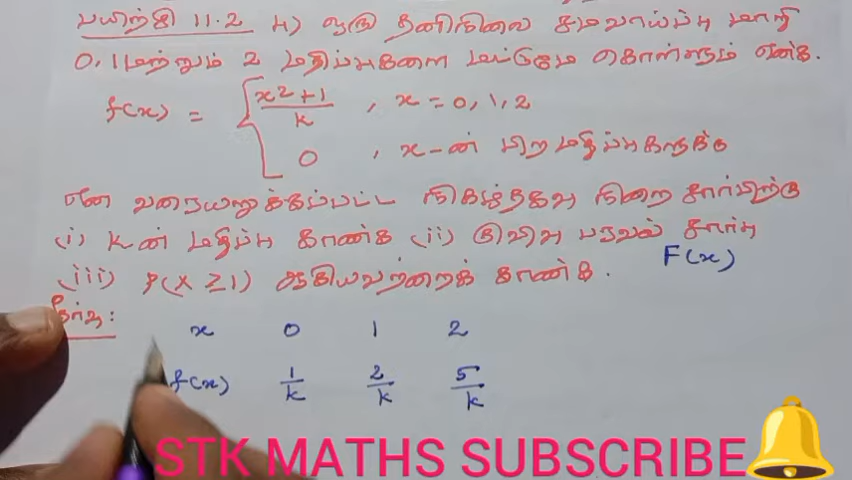 பயிற்சி 11.2 4) ஒரு தனிநிலை சமவாய்ப்பு மாறி
0, 1 மற்றும் 2 மதிப்புகளை மட்டுமே கொள்ளும் என்க.
f(x) = { x2+1 / k , x = 0, 1, 2
0 , x-ன் பிற மதிப்புகளுக்கு
என வரையறுக்கப்பட்ட நிகழ்தகவு நிறை சார்பிற்கு
(i) k ன் மதிப்பு காண்க (ii) குவிவு பரவல் சார்பு F(x)
(iii) P(X ≥ 1) ஆகியவற்றைக் காண்க.
தீர்வு:
x 0 1 2
f(x) 1/k 2/k 5/k
STK MATHS SUBSCRIBE